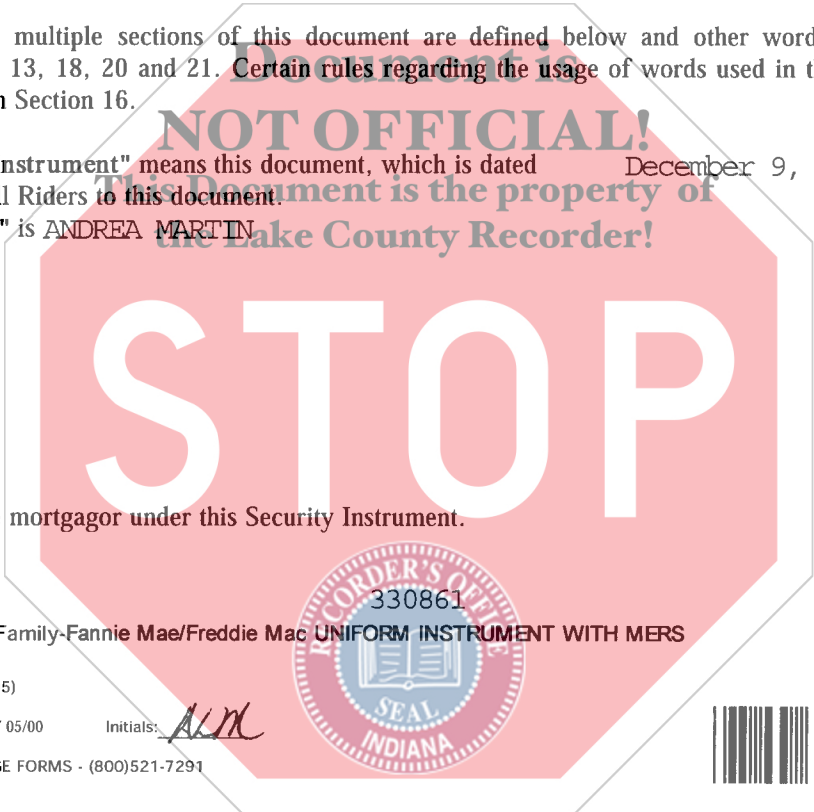 multiple sections of this document are defined below and other word
Document is
13, 18, 20 and 21. Certain rules regarding the usage of words used in t
Section 16.
NOT OFFICIAL!
nstrument" means this document, which is dated December 9,
This Document is the property of
l Riders to this document.
" is ANDREA MARTIN
the Lake County Recorder!
STOP
mortgagor under this Security Instrument.
RECORDER'S OFFICE
330861
Family-Fannie Mae/Freddie Mac UNIFORM INSTRUMENT WITH MERS
5)
05/00 Initials:
SEAL
INDIANA
GE FORMS - (800)521-7291